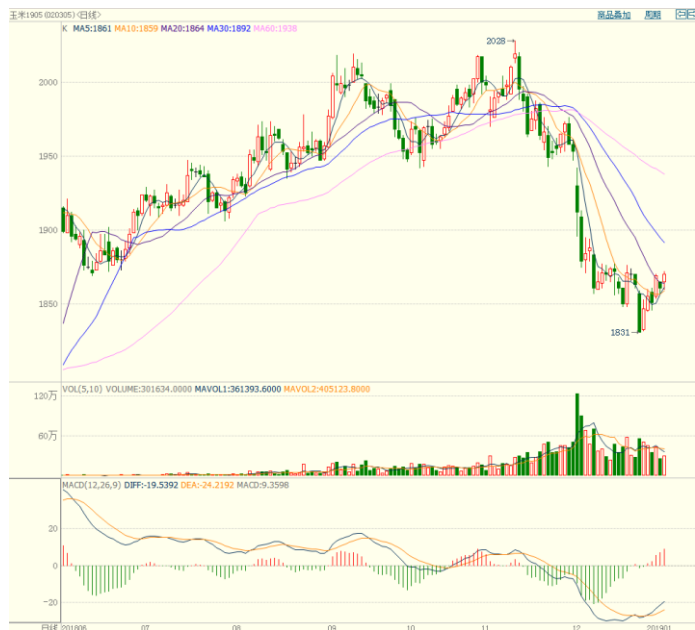 玉米1905 (020305) <日线>
商品叠加 周期
K MA5:1861 MA10:1859 MA20:1864 MA30:1892 MA60:1938
2028
2000
1950
1900
1850
1831
VOL(5,10) VOLUME:301634.0000 MAVOL1:361393.6000 MAVOL2:405123.8000
120万
60万
MACD(12,26,9) DIFF:-19.5392 DEA:-24.2192 MACD:9.3598
20
0
-20
日线 201806 07 08 09 10 11 12 201901